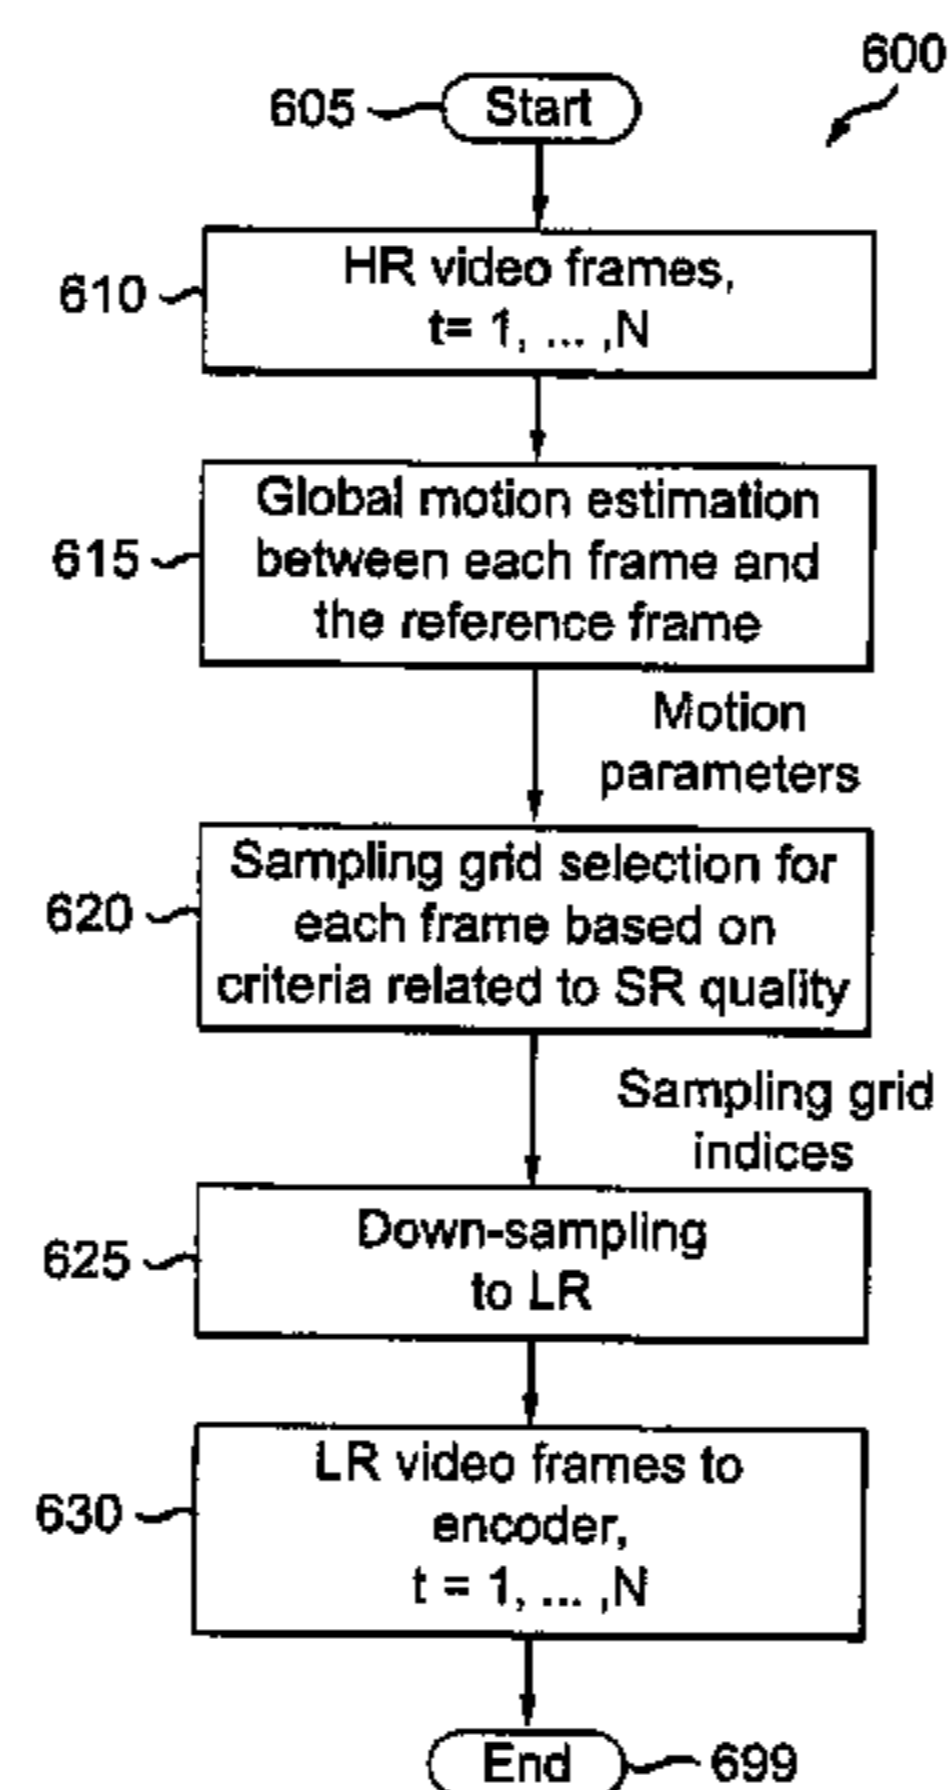 600
605
Start
610
HR video frames,
t= 1, ... ,N
615
Global motion estimation
between each frame and
the reference frame
Motion
parameters
620
Sampling grid selection for
each frame based on
criteria related to SR quality
Sampling grid
indices
625
Down-sampling
to LR
630
LR video frames to
encoder,
t = 1, ... ,N
End
699